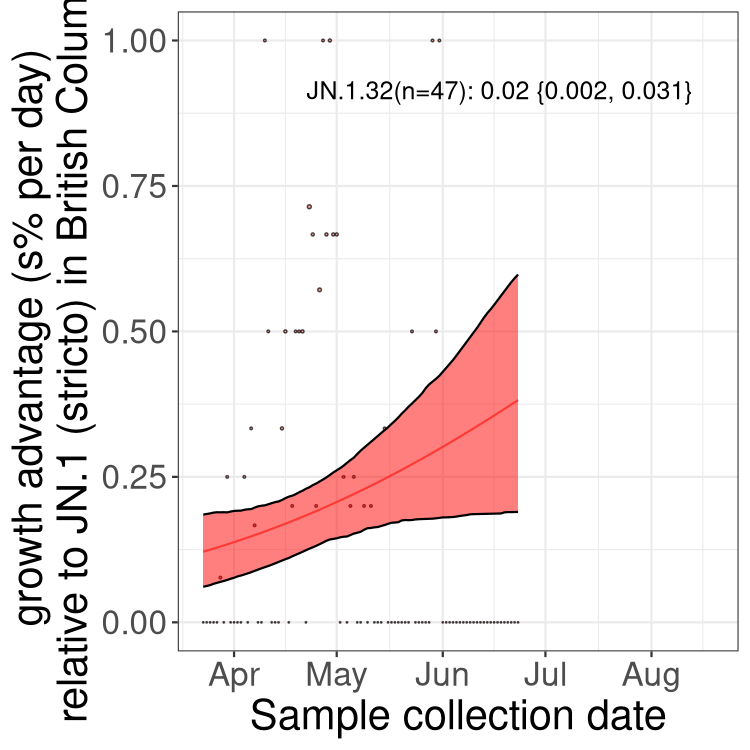 growth advantage (s% per day)
relative to JN.1 (stricto) in British Colum
1.00
0.75
0.50
0.25
0.00
JN.1.32(n=47): 0.02 {0.002, 0.031}
Apr May Jun Jul Aug
Sample collection date